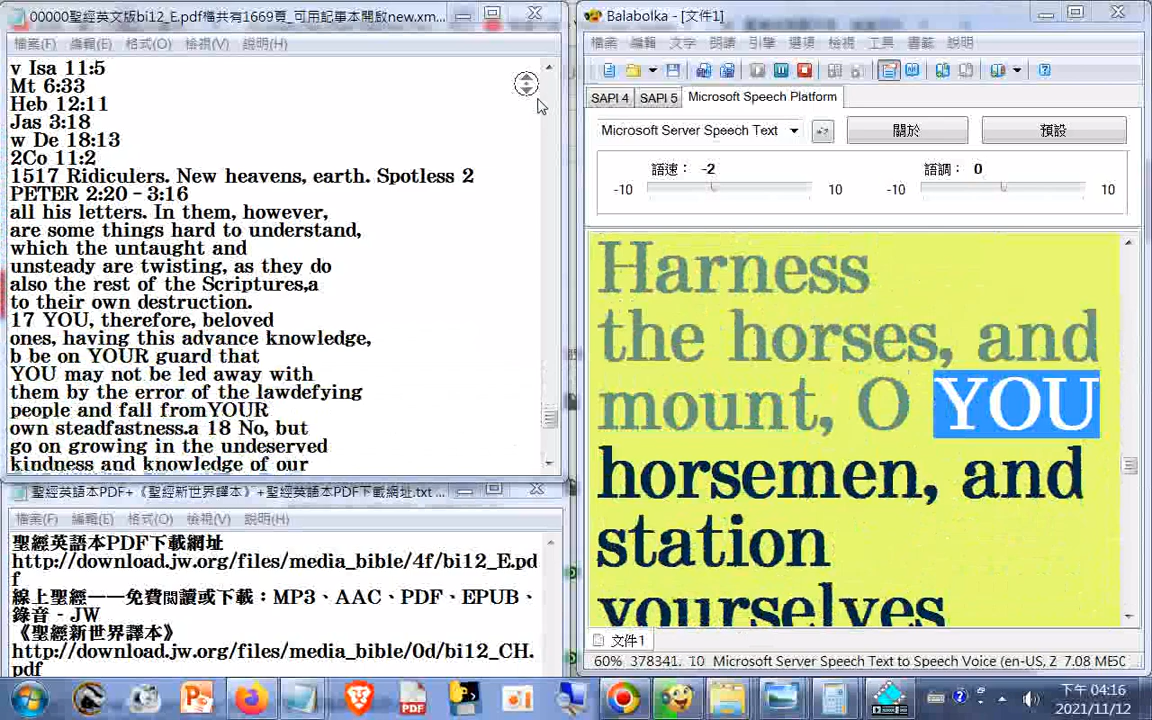 00000聖經英文版bi12_E.pdf檔共有1669頁_可用記事本開啟new.xm...
檔案(F) 編輯(E) 格式(O) 檢視(V) 說明(H)
v Isa 11:5
Mt 6:33
Heb 12:11
Jas 3:18
w De 18:13
2Co 11:2
1517 Ridiculers. New heavens, earth. Spotless 2
PETER 2:20–3:16
all his letters. In them, however,
are some things hard to understand,
which the untaught and
unsteady are twisting, as they do
also the rest of the Scriptures,a
to their own destruction.
17 YOU, therefore, beloved
ones, having this advance knowledge,
b be on YOUR guard that
YOU may not be led away with
them by the error of the lawdefying
people and fall fromYOUR
own steadfastness.a 18 No, but
go on growing in the undeserved
kindness and knowledge of our
聖經英語本PDF+《聖經新世界譯本》+聖經英語本PDF下載網址.txt ...
檔案(F) 編輯(E) 格式(O) 檢視(V) 說明(H)
聖經英語本PDF下載網址
http://download.jw.org/files/media_bible/4f/bi12_E.pd
f
線上聖經——免費閱讀或下載：MP3、AAC、PDF、EPUB、
錄音 - JW
《聖經新世界譯本》
http://download.jw.org/files/media_bible/0d/bi12_CH.
pdf
Balabolka - [文件1]
檔案 編輯 文字 朗讀 引擎 選項 檢視 工具 書籤 說明
SAPI 4 SAPI 5 Microsoft Speech Platform
Microsoft Server Speech Text 關於 預設
語速： -2 語調： 0
-10 10 -10 10
Harness
the horses, and
mount, O YOU
horsemen, and
station
yourselves
文件1
60% 378341: 10 Microsoft Server Speech Text to Speech Voice (en-US, Z 7.08 МБ
下午 04:16
2021/11/12